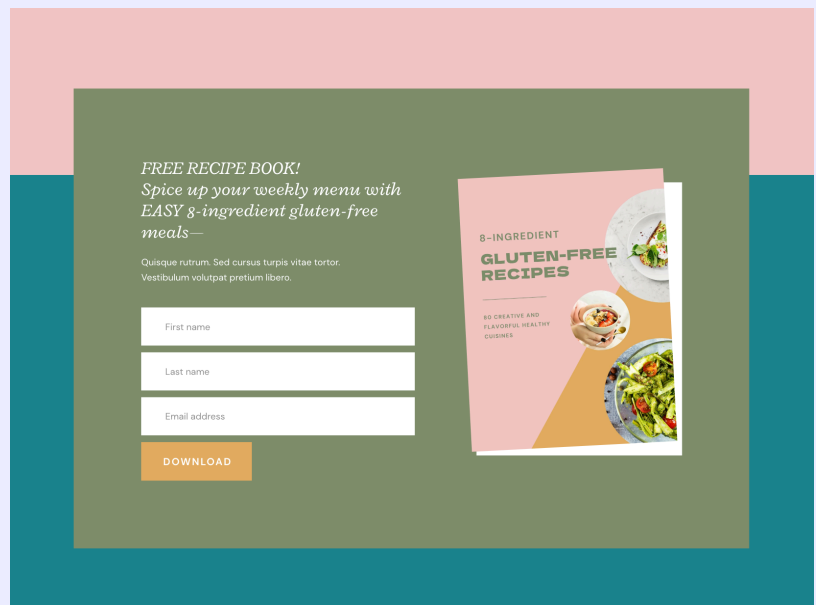 FREE RECIPE BOOK!
Spice up your weekly menu with
EASY 8-ingredient gluten-free
meals—
Quisque rutrum. Sed cursus turpis vitae tortor.
Vestibulum volutpat pretium libero.
First name
Last name
Email address
DOWNLOAD
8-INGREDIENT
GLUTEN-FREE
RECIPES
80 CREATIVE AND
FLAVORFUL HEALTHY
CUISINES